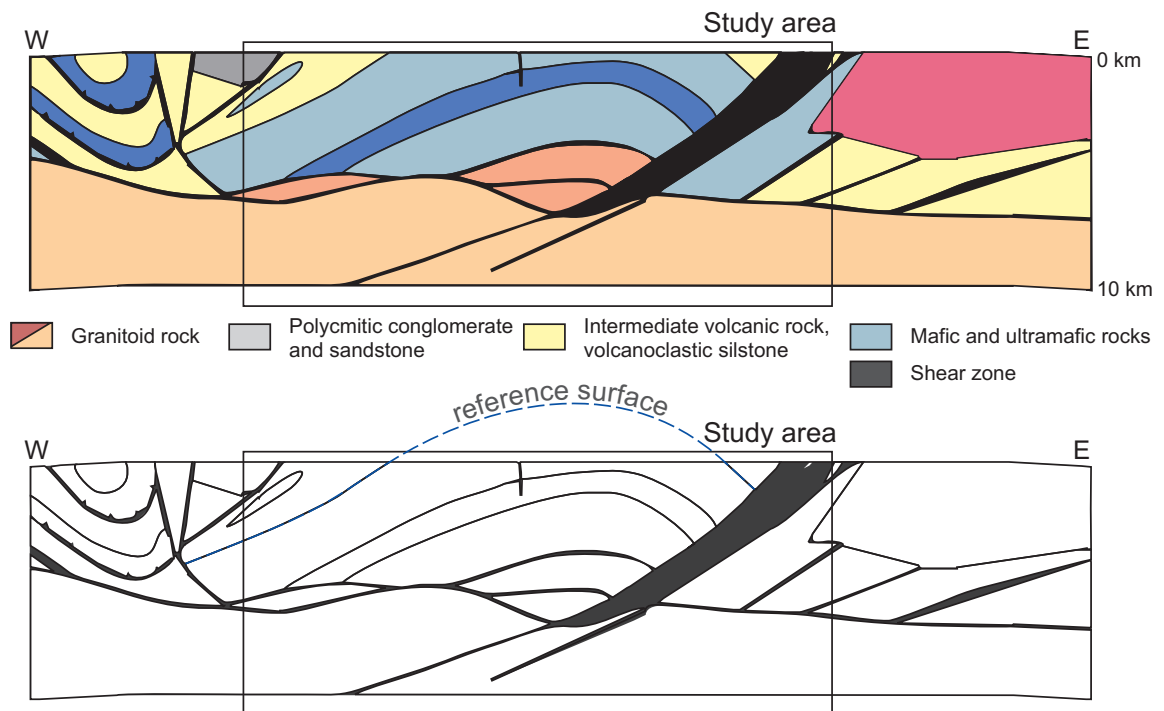 Study area
W
E
0 km
10 km
Granitoid rock
Polycmitic conglomerate
and sandstone
Intermediate volcanic rock,
volcanoclastic silstone
Mafic and ultramafic rocks
Shear zone
reference surface
Study area
W
E